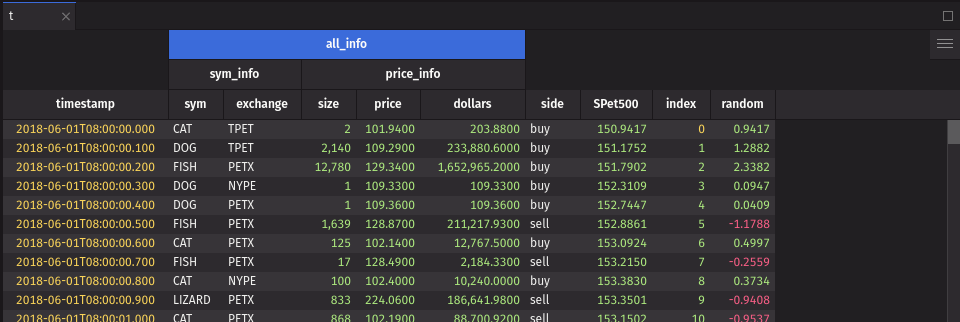 t
all_info
sym_info price_info
timestamp sym exchange size price dollars side SPet500 index random
2018-06-01T08:00:00.000 CAT TPET 2 101.9400 203.8800 buy 150.9417 0 0.9417
2018-06-01T08:00:00.100 DOG TPET 2,140 109.2900 233,880.6000 buy 151.1752 1 1.2882
2018-06-01T08:00:00.200 FISH PETX 12,780 129.3400 1,652,965.2000 buy 151.7902 2 2.3382
2018-06-01T08:00:00.300 DOG NYPE 1 109.3300 109.3300 buy 152.3109 3 0.0947
2018-06-01T08:00:00.400 DOG PETX 1 109.3600 109.3600 buy 152.7447 4 0.0409
2018-06-01T08:00:00.500 FISH PETX 1,639 128.8700 211,217.9300 sell 152.8861 5 -1.1788
2018-06-01T08:00:00.600 CAT PETX 125 102.1400 12,767.5000 buy 153.0924 6 0.4997
2018-06-01T08:00:00.700 FISH PETX 17 128.4900 2,184.3300 sell 153.2150 7 -0.2559
2018-06-01T08:00:00.800 CAT NYPE 100 102.4000 10,240.0000 buy 153.3830 8 0.3734
2018-06-01T08:00:00.900 LIZARD PETX 833 224.0600 186,641.9800 sell 153.3501 9 -0.9408
2018-06-01T08:00:01.000 CAT PETX 868 102.1900 88,700.9200 sell 153.1502 10 -0.9537